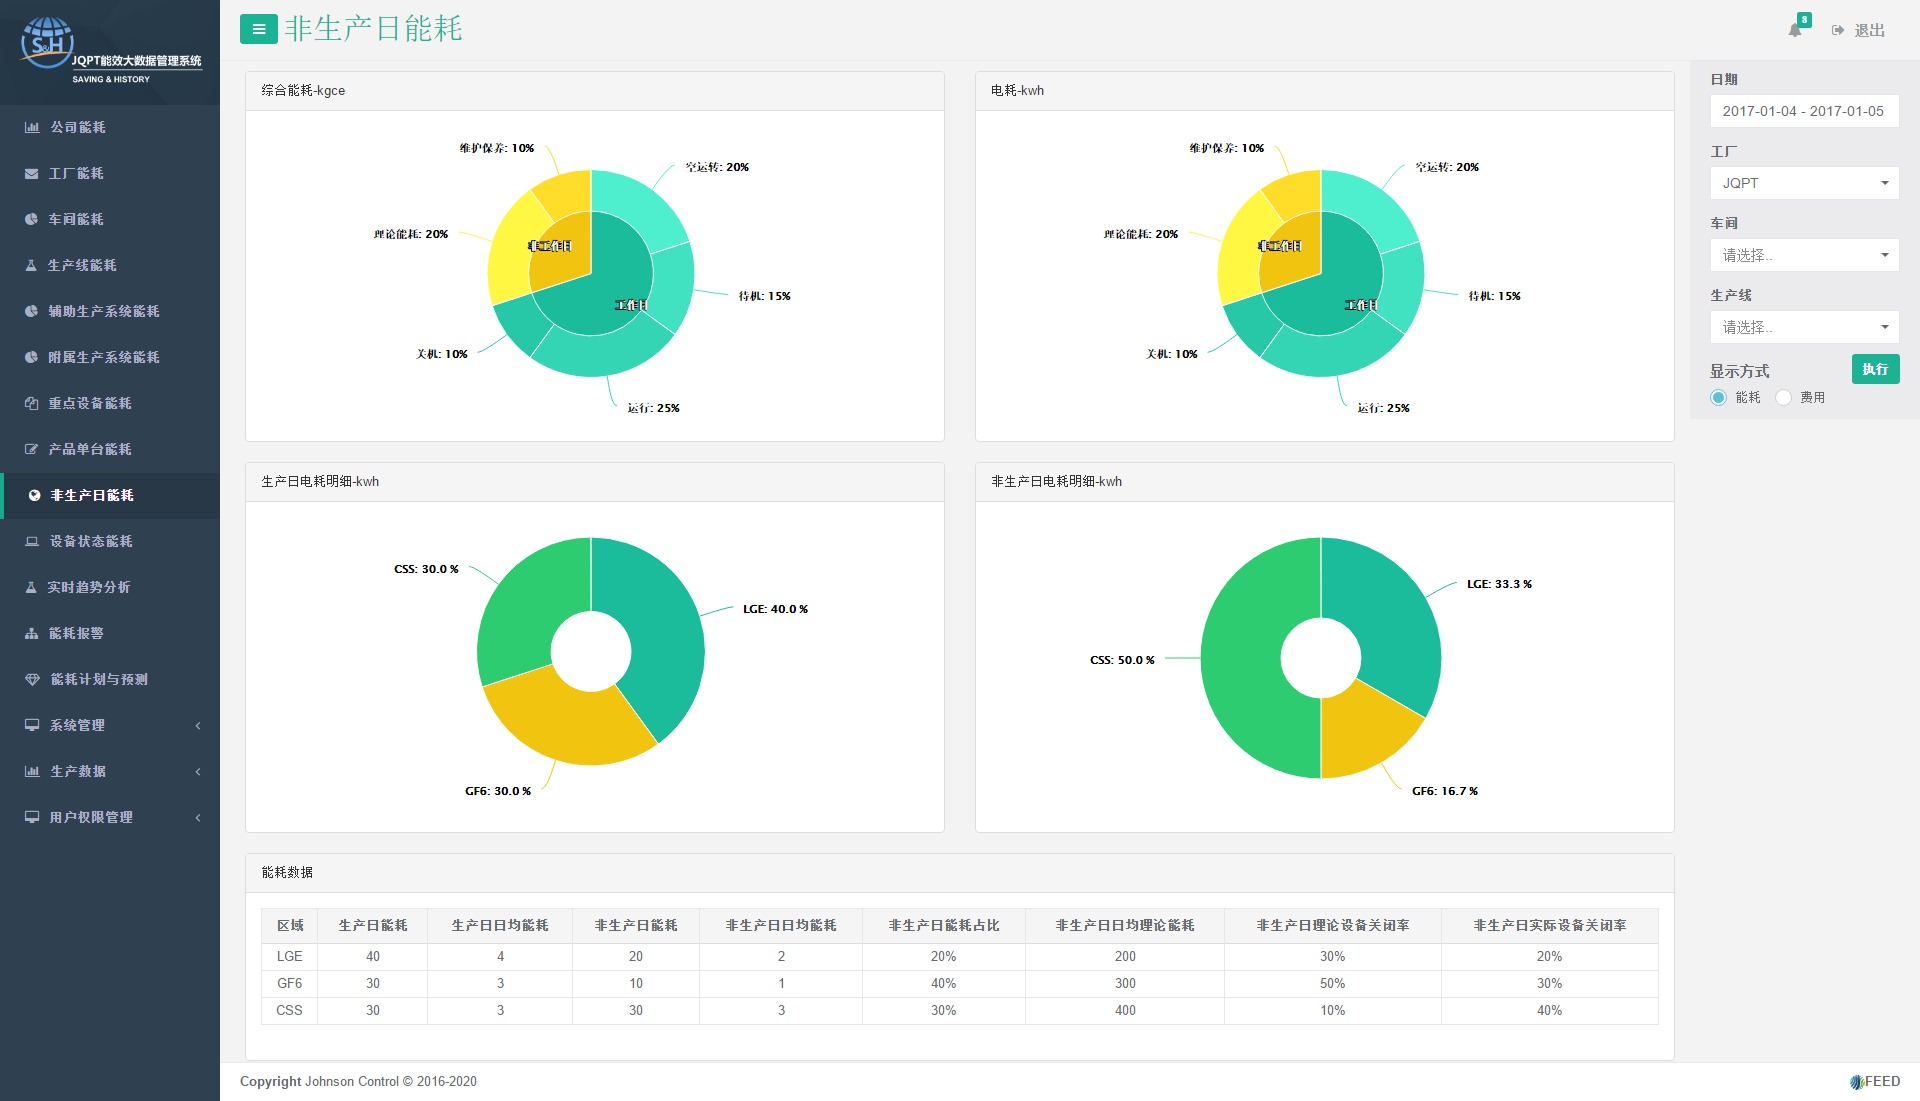 S&H
JQPT能效大数据管理系统
SAVING & HISTORY
公司能耗
工厂能耗
车间能耗
生产线能耗
辅助生产系统能耗
附属生产系统能耗
重点设备能耗
产品单台能耗
非生产日能耗
设备状态能耗
实时趋势分析
能耗报警
能耗计划与预测
系统管理
生产数据
用户权限管理
非生产日能耗
8
退出
综合能耗-kgce
维护保养: 10%
空运转: 20%
理论能耗: 20%
非工作日
工作日
待机: 15%
关机: 10%
运行: 25%
电耗-kwh
维护保养: 10%
空运转: 20%
理论能耗: 20%
非工作日
工作日
待机: 15%
关机: 10%
运行: 25%
生产日电耗明细-kwh
CSS: 30.0 %
LGE: 40.0 %
GF6: 30.0 %
非生产日电耗明细-kwh
LGE: 33.3 %
CSS: 50.0 %
GF6: 16.7 %
日期
2017-01-04 - 2017-01-05
工厂
JQPT
车间
请选择..
生产线
请选择..
显示方式
执行
能耗 费用
能耗数据
区域 生产日能耗 生产日日均能耗 非生产日能耗 非生产日日均能耗 非生产日能耗占比 非生产日日均理论能耗 非生产日理论设备关闭率 非生产日实际设备关闭率
LGE 40 4 20 2 20% 200 30% 20%
GF6 30 3 10 1 40% 300 50% 30%
CSS 30 3 30 3 30% 400 10% 40%
Copyright Johnson Control © 2016-2020
FEED